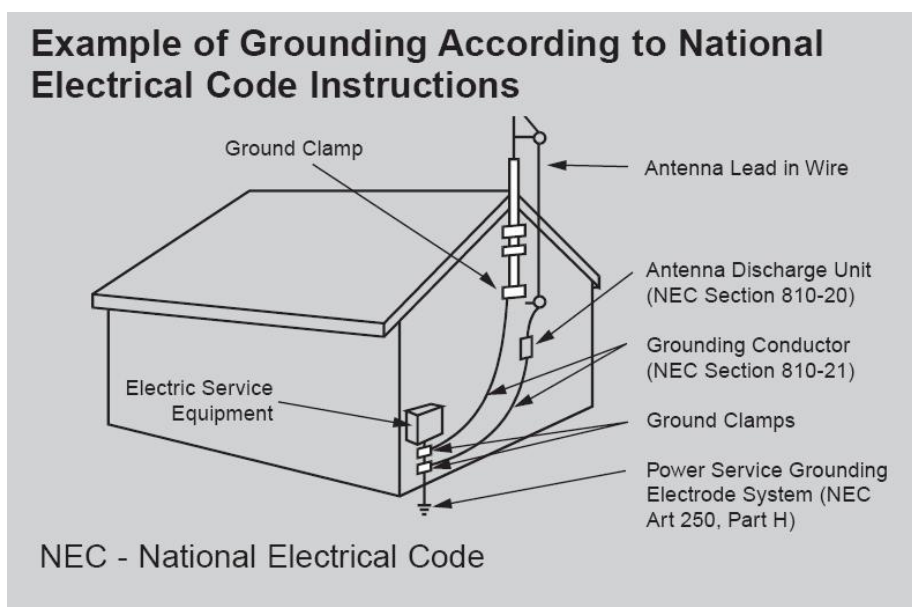 Example of Grounding According to National
Electrical Code Instructions
Ground Clamp
Antenna Lead in Wire
Antenna Discharge Unit
(NEC Section 810-20)
Grounding Conductor
(NEC Section 810-21)
Electric Service
Equipment
Ground Clamps
Power Service Grounding
Electrode System (NEC
Art 250, Part H)
NEC - National Electrical Code